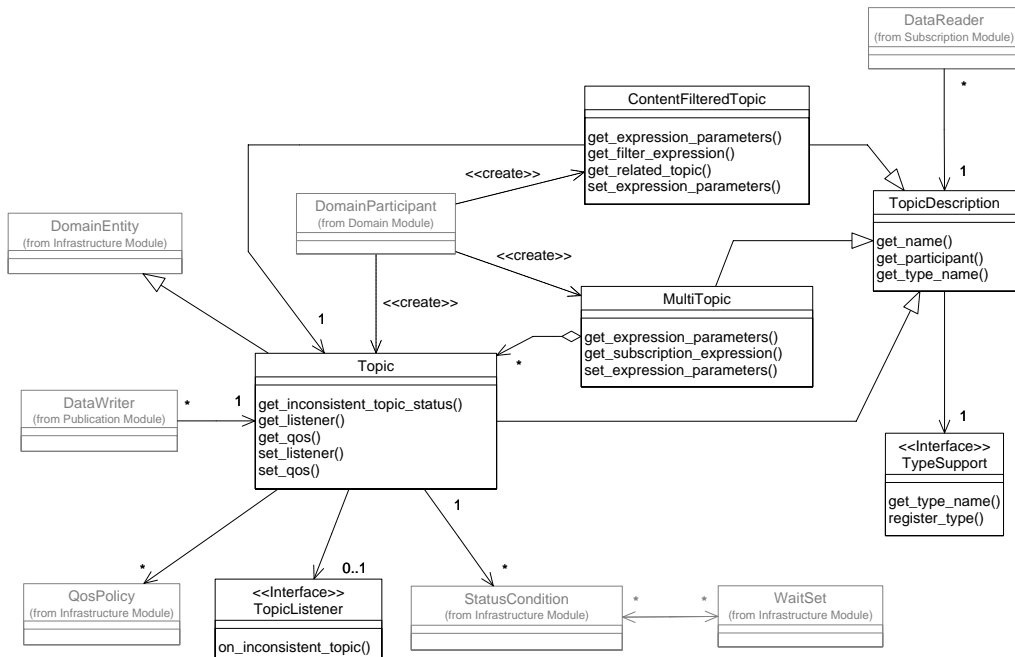 DataReader
(from Subscription Module)
*
1
ContentFilteredTopic
get_expression_parameters()
get_filter_expression()
get_related_topic()
set_expression_parameters()
<<create>>
DomainParticipant
(from Domain Module)
TopicDescription
get_name()
get_participant()
get_type_name()
DomainEntity
(from Infrastructure Module)
<<create>>
<<create>>
MultiTopic
get_expression_parameters()
get_subscription_expression()
set_expression_parameters()
1
*
Topic
get_inconsistent_topic_status()
get_listener()
get_qos()
set_listener()
set_qos()
DataWriter
(from Publication Module)
*
1
1
<<Interface>>
TypeSupport
get_type_name()
register_type()
1
*
0..1
*
QosPolicy
(from Infrastructure Module)
<<Interface>>
TopicListener
on_inconsistent_topic()
StatusCondition
(from Infrastructure Module)
*
*
WaitSet
(from Infrastructure Module)